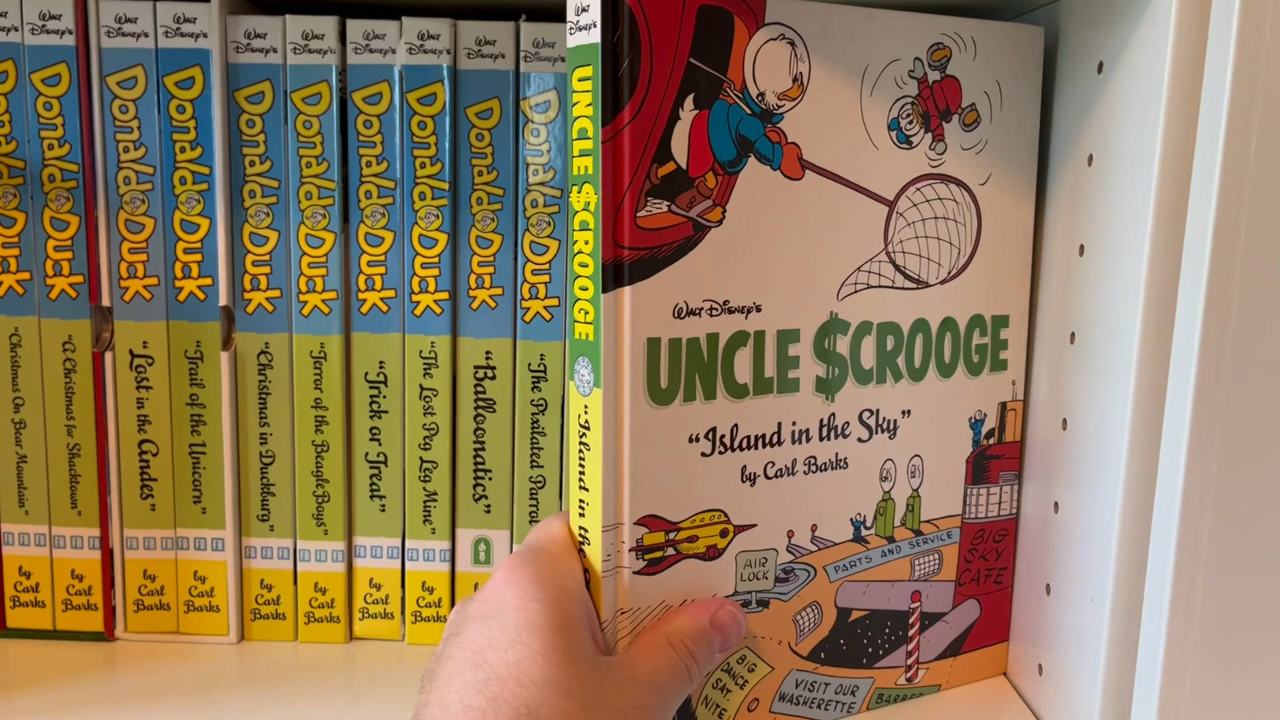 WALT DISNEY's
DONALD DUCK
"Christmas On Bear Mountain"
by Carl Barks
WALT DISNEY's
DONALD DUCK
"A Christmas for Shacktown"
by Carl Barks
WALT DISNEY's
DONALD DUCK
"Lost in the Andes"
by Carl Barks
WALT DISNEY's
DONALD DUCK
"Trail of the Unicorn"
by Carl Barks
WALT DISNEY's
DONALD DUCK
"Christmas in Duckburg"
by Carl Barks
WALT DISNEY's
DONALD DUCK
"Terror of the Beagle Boys"
by Carl Barks
WALT DISNEY's
DONALD DUCK
"Trick or Treat"
by Carl Barks
WALT DISNEY's
DONALD DUCK
"The Lost Peg Leg Mine"
by Carl Barks
WALT DISNEY's
DONALD DUCK
"Balloonatics"
by
WALT DISNEY's
DONALD DUCK
"The Pixilated Parrot
WALT DISNEY's
UNCLE $CROOGE
"Island in the
WALT DISNEY'S
UNCLE $CROOGE
"Island in the Sky"
by Carl Barks
GAS
PARTS AND SERVICE
BIG
SKY
CAFE
AIR
LOCK
BIG
DANCE
SAT.
NITE!
VISIT OUR
WASHERETTE
BARBER